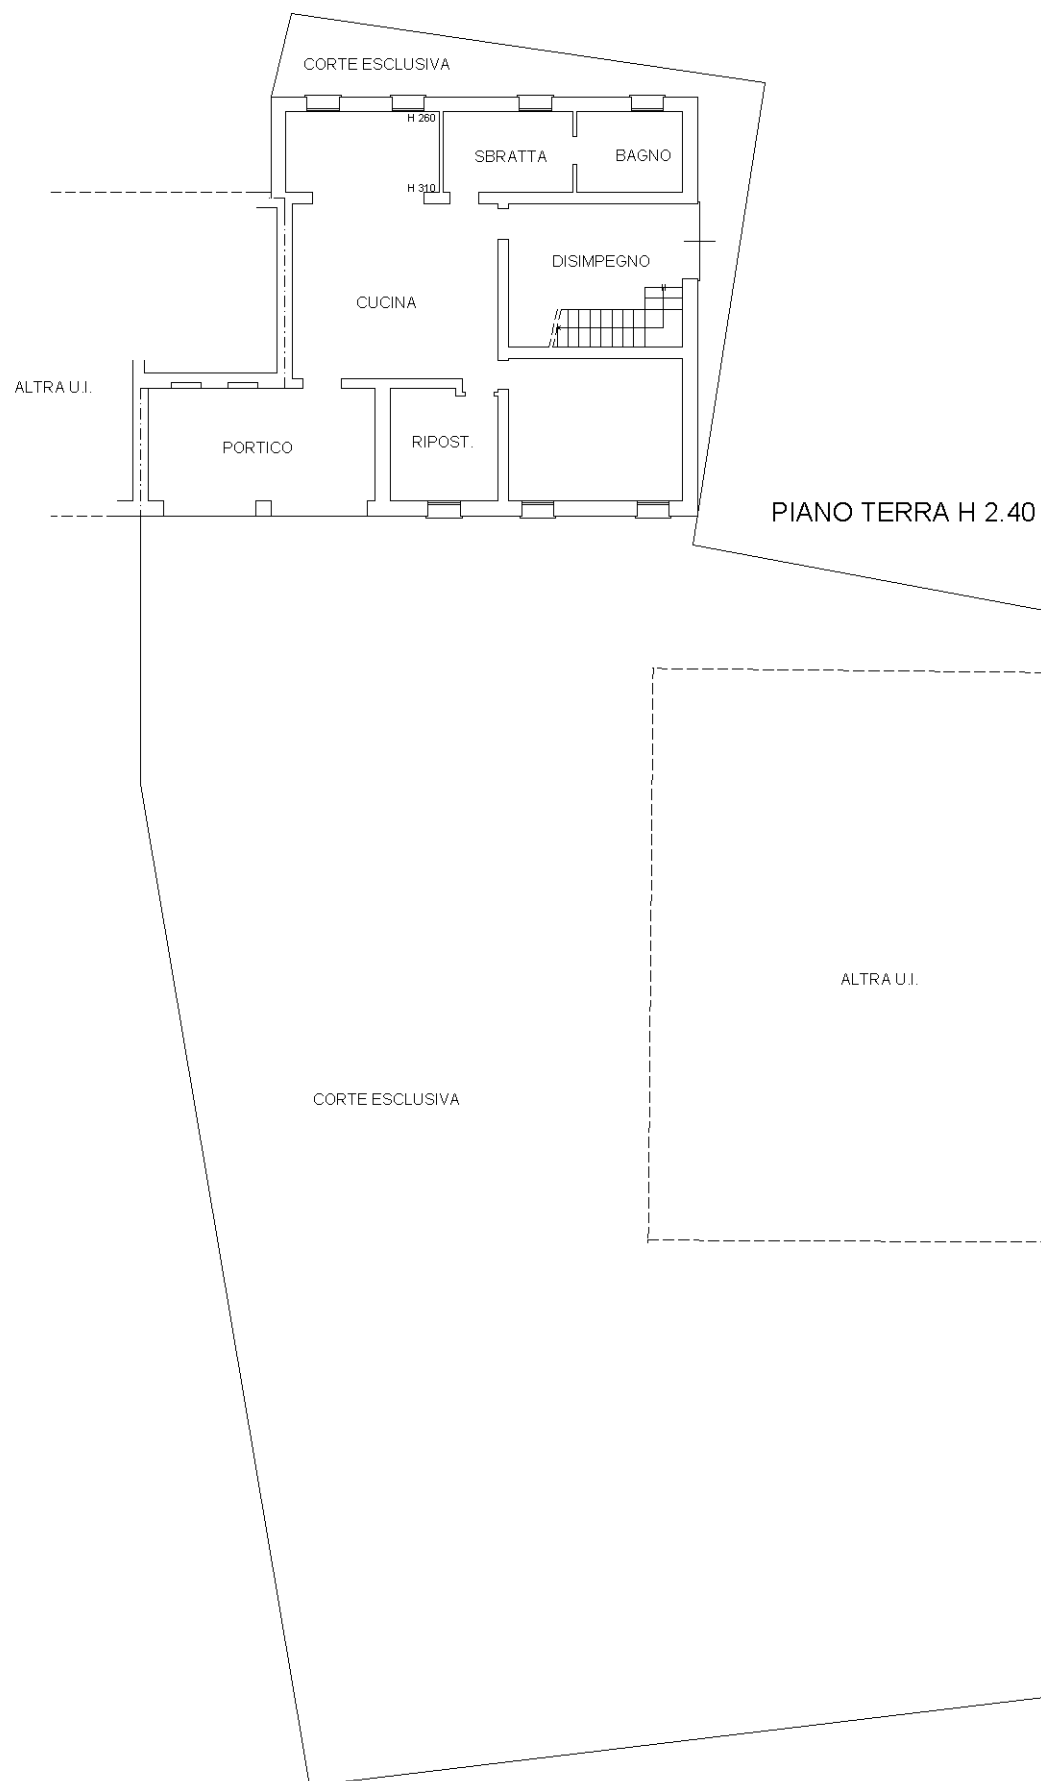 CORTE ESCLUSIVA
H 260
SBRATTA
BAGNO
H 310
DISIMPEGNO
CUCINA
ALTRA U.I.
PORTICO
RIPOST.
PIANO TERRA H 2.40
ALTRA U.I.
CORTE ESCLUSIVA